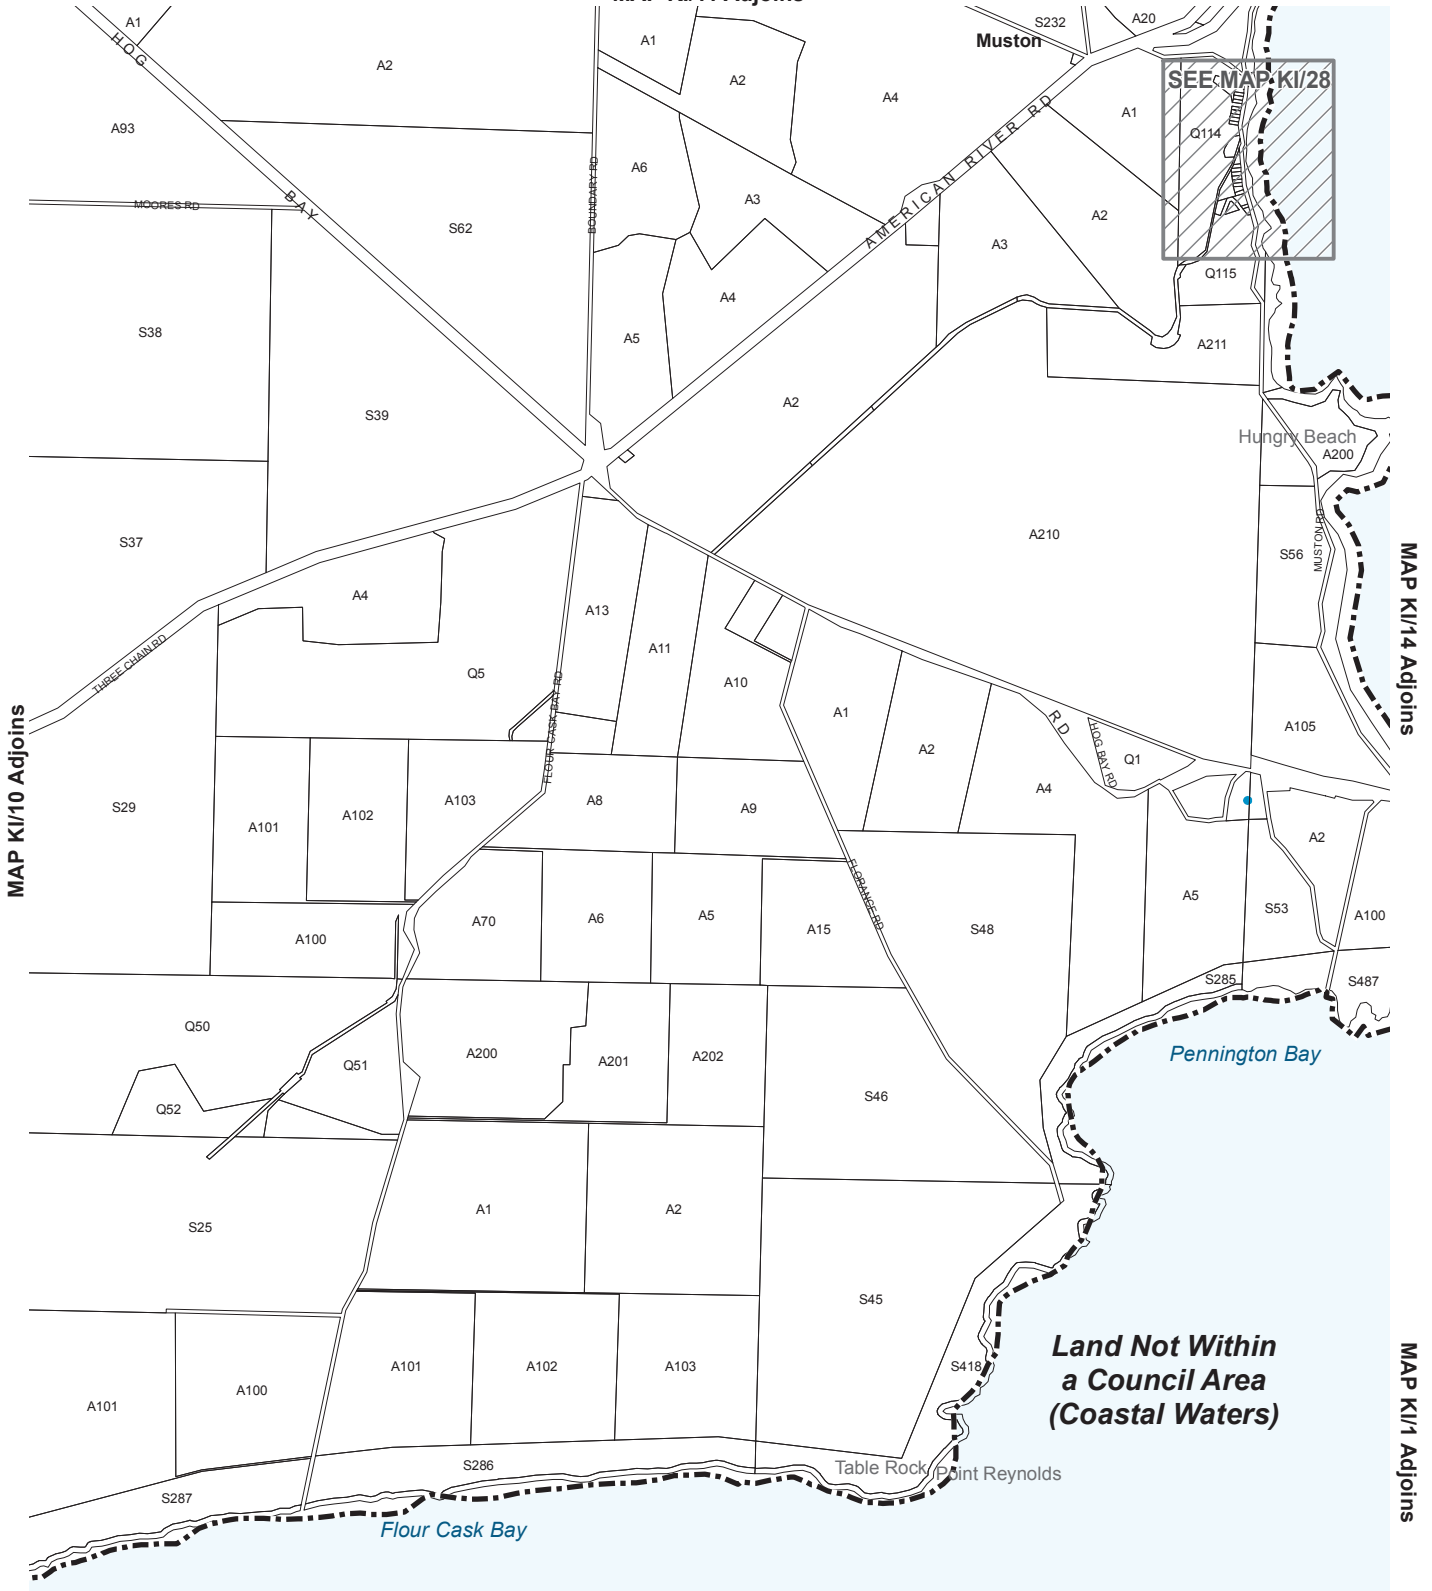 A1
S232
A20
HOG
A1
Muston
A2
A2
SEE MAP KI/28
A4
A93
A1
Q114
BOUNDARY RD
AMERICAN RIVER RD
A6
MOORES RD
BAY
A3
S62
A2
A3
Q115
A4
S38
A5
A211
A2
S39
Hungry Beach
A200
S37
A210
MUSTON RD
S56
MAP KI/14 Adjoins
A4
A13
THREE CHAIN RD
A11
Q5
A10
FLOUR CASK BAY RD
A1
RD
A105
MAP KI/10 Adjoins
A2
HOG BAY RD
Q1
A4
S29
A101
A102
A103
A8
A9
A2
A5
FLORANCE RD
S53
A100
A70
A6
A5
A15
S48
A100
S285
S487
Q50
Q51
A200
A201
A202
Pennington Bay
S46
Q52
S25
A1
A2
S45
Land Not Within
a Council Area
(Coastal Waters)
MAP KI/1 Adjoins
S418
A101
A102
A103
A100
A101
S286
Table Rock
Point Reynolds
S287
Flour Cask Bay